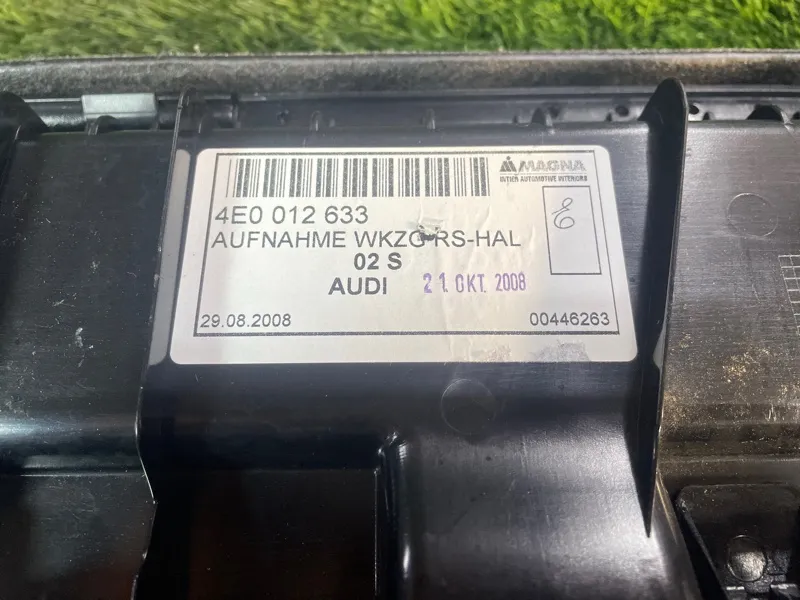 MAGNA
INTIER AUTOMOTIVE INTERIORS
4E0 012 633
AUFNAHME WKZG RS-HAL
02 S
AUDI 21. OKT. 2008
29.08.2008 00446263